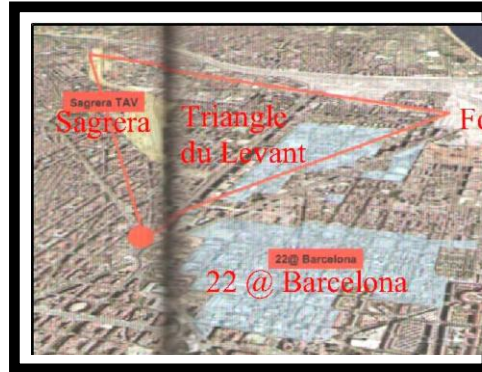 Sagrera TAV
Sagrera
Triangle
du Levant
Fo
22@ Barcelona
22 @ Barcelona